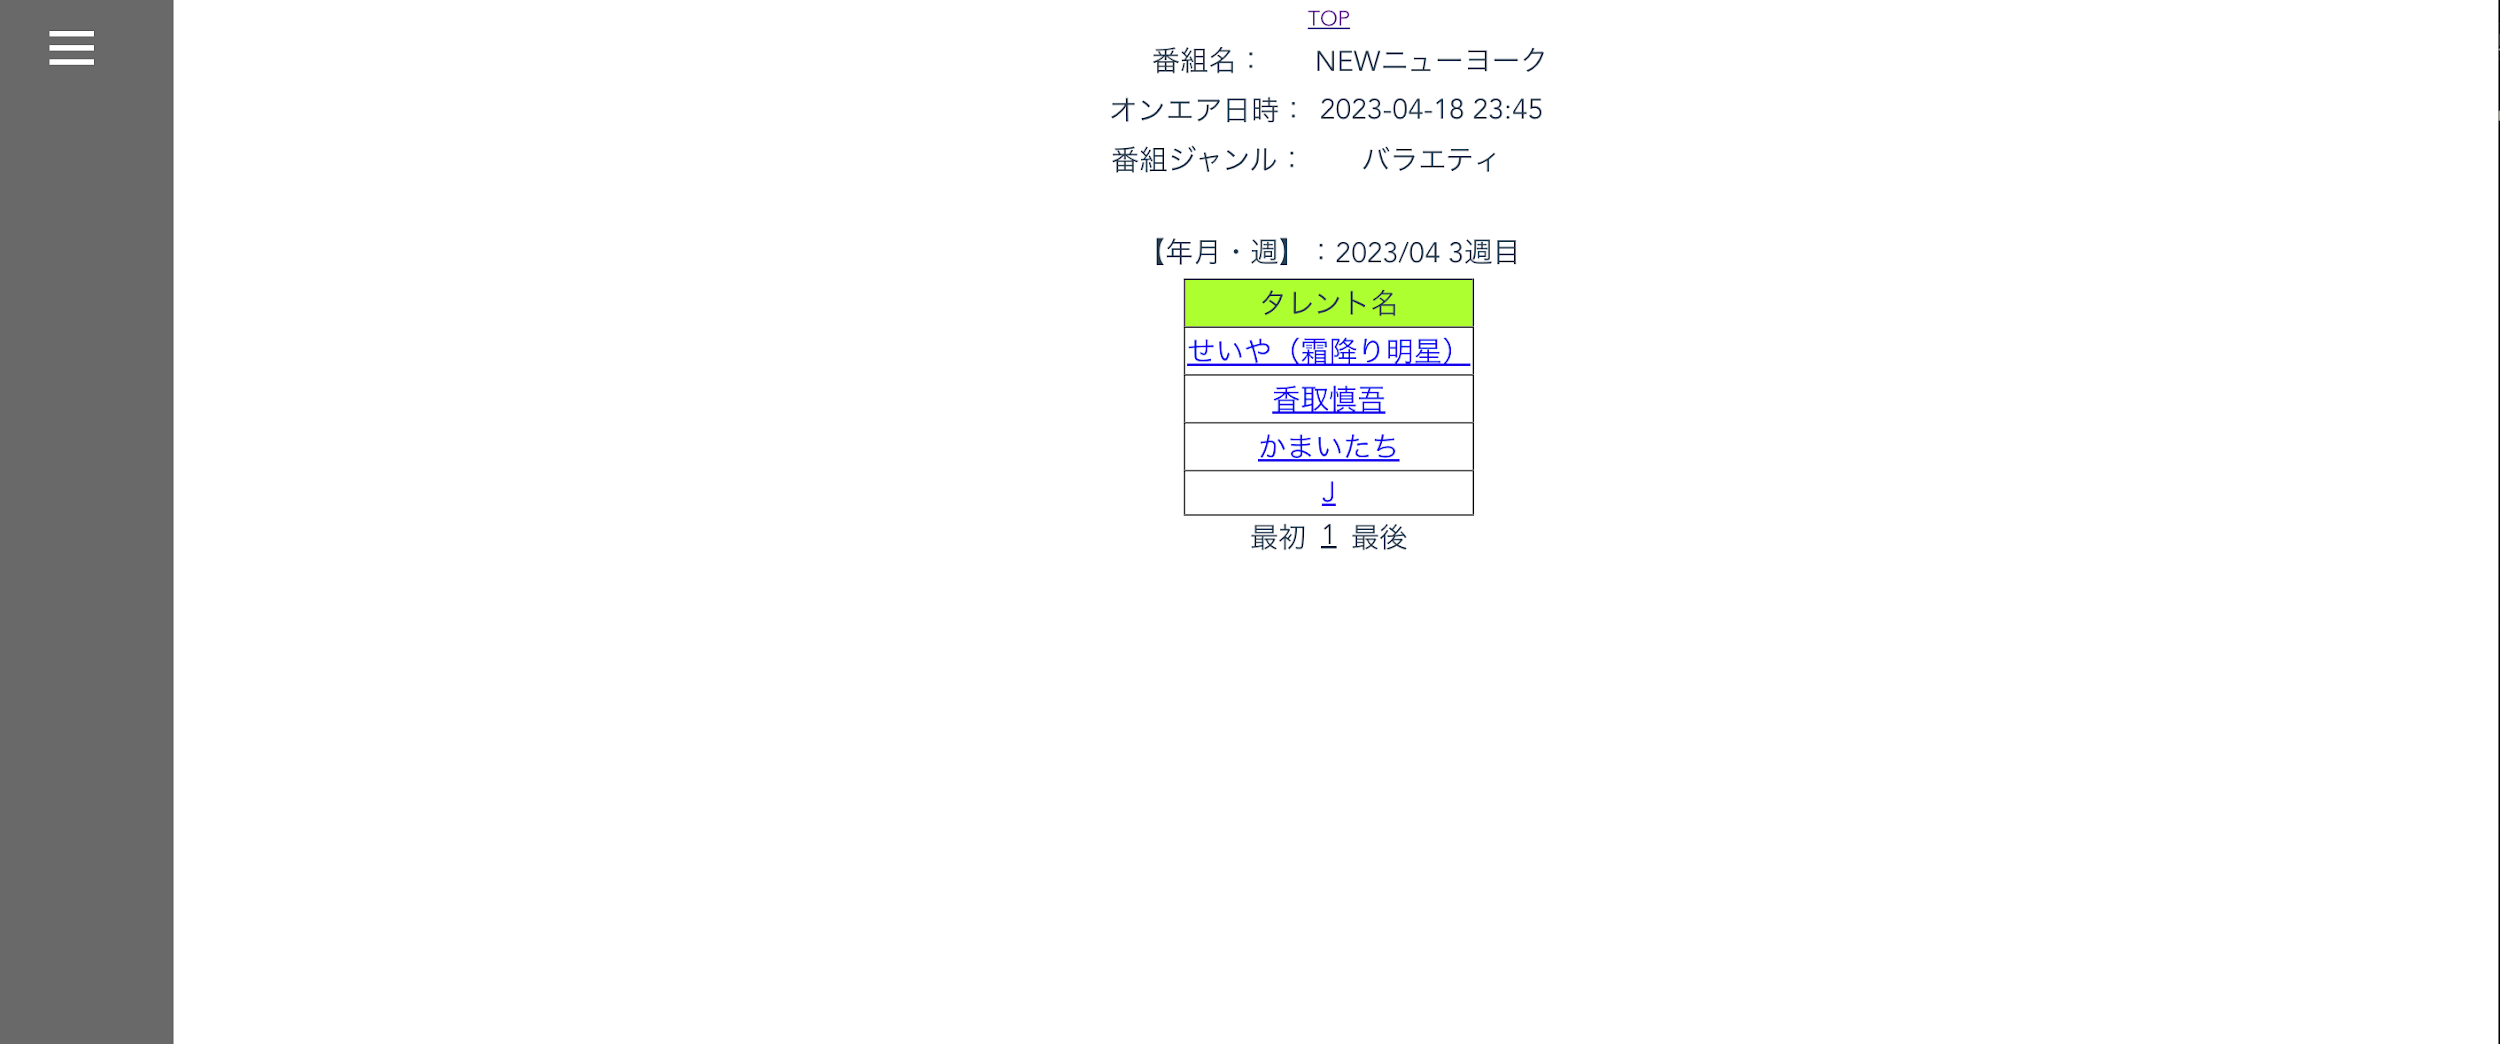 TOP
番組名： NEWニューヨーク
オンエア日時： 2023-04-18 23:45
番組ジャンル： バラエティ
【年月・週】：2023/04 3週目
タレント名
せいや（霜降り明星）
香取慎吾
かまいたち
J
最初 1 最後